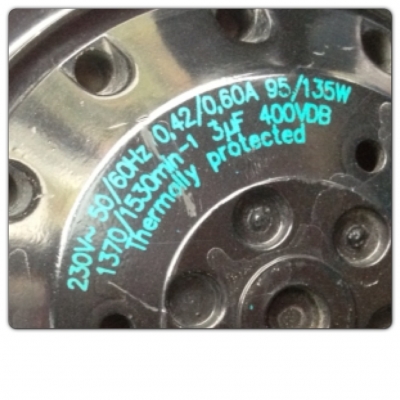 230V~ 50/60Hz 0,42/0,60A 95/135W
1370/1530min-1 3µF 400VDB
Thermally protected